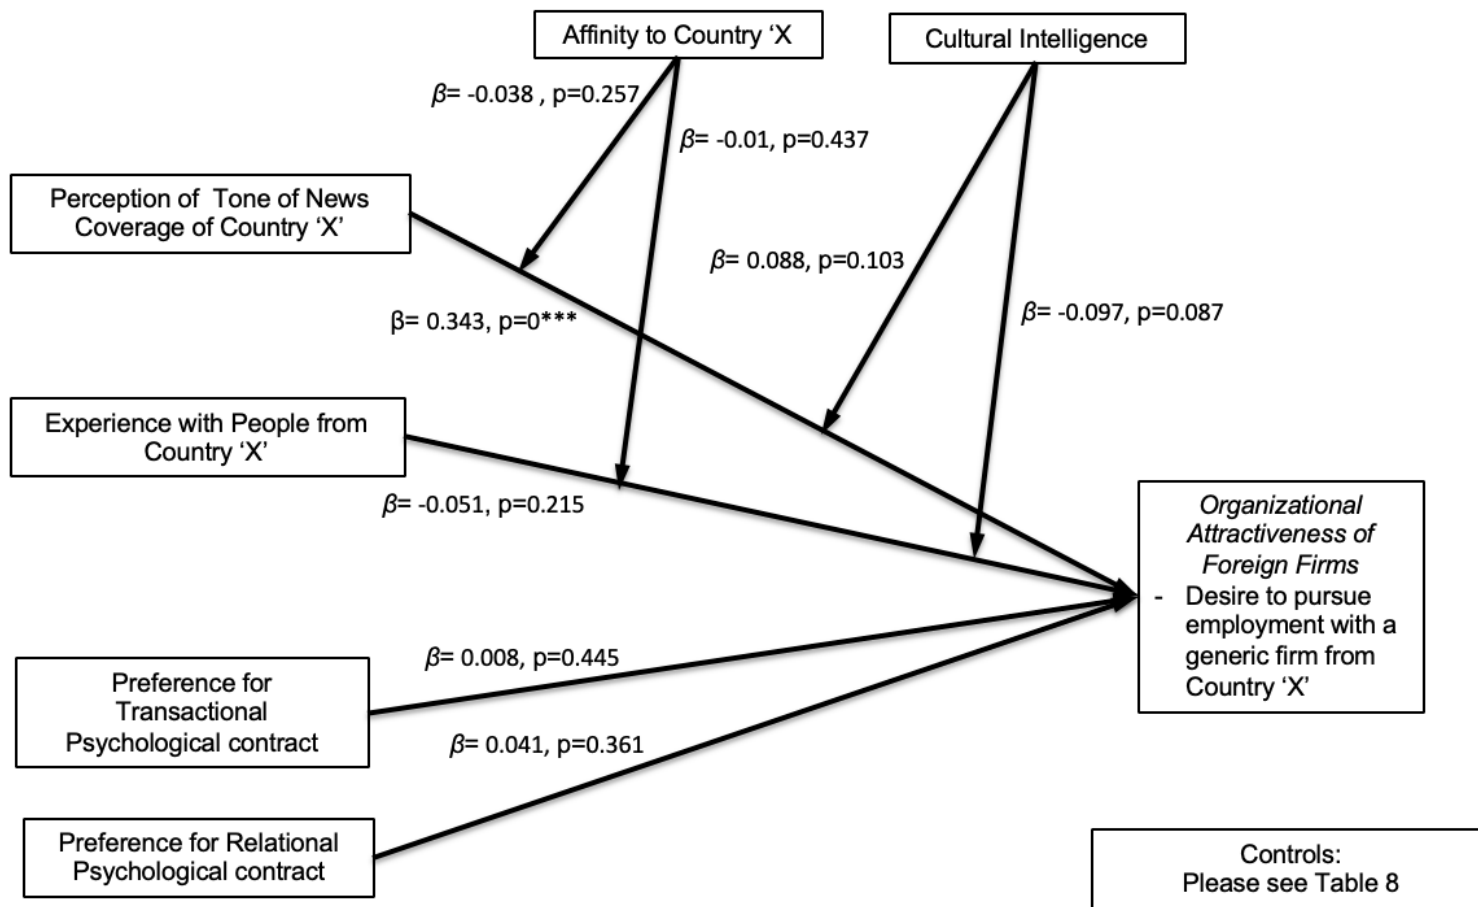 Affinity to Country ‘X
Cultural Intelligence
β= -0.038 , p=0.257
β= -0.01, p=0.437
Perception of Tone of News
Coverage of Country ‘X’
β= 0.088, p=0.103
β= -0.097, p=0.087
β= 0.343, p=0***
Experience with People from
Country ‘X’
β= -0.051, p=0.215
Organizational
Attractiveness of
Foreign Firms
- Desire to pursue
employment with a
generic firm from
Country ‘X’
β= 0.008, p=0.445
Preference for
Transactional
Psychological contract
β= 0.041, p=0.361
Preference for Relational
Psychological contract
Controls:
Please see Table 8